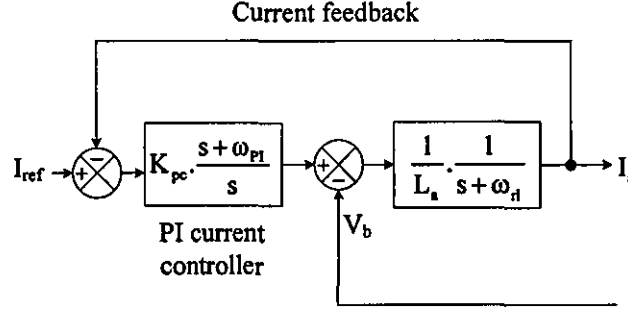 Current feedback
I_ref
+
−
K_pc . (s + ω_PI) / s
+
−
1 / L_a . 1 / (s + ω_rl)
I
V_b
PI current
controller